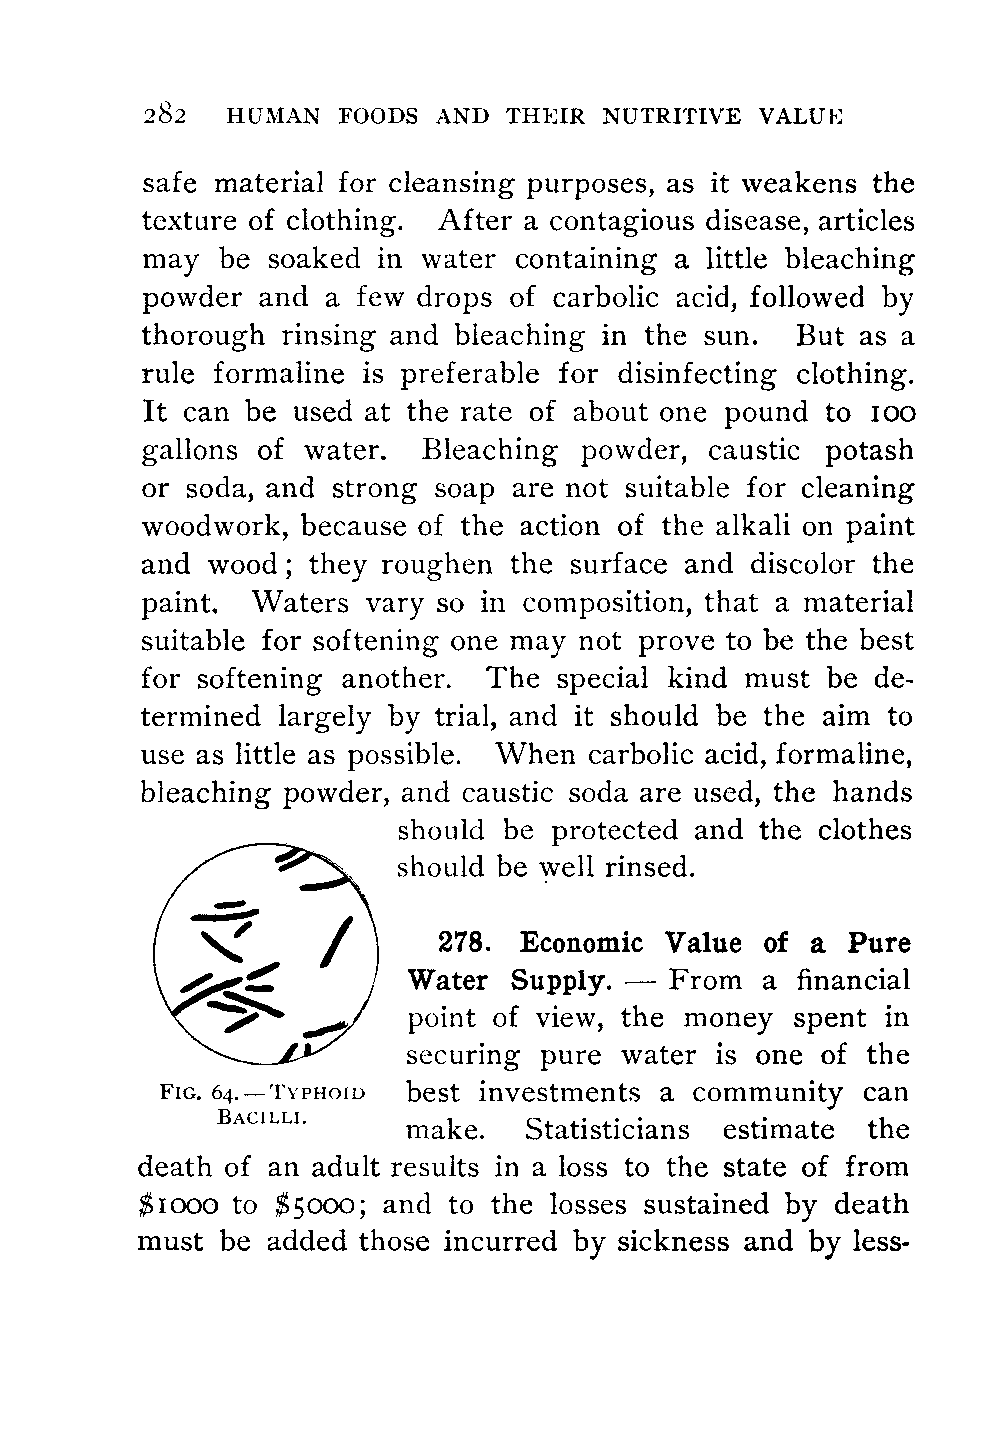 282 HUMAN FOODS AND THEIR NUTRITIVE VALUE
safe material for cleansing purposes, as it weakens the
texture of clothing. After a contagious disease, articles
may be soaked in water containing a little bleaching
powder and a few drops of carbolic acid, followed by
thorough rinsing and bleaching in the sun. But as a
rule formaline is preferable for disinfecting clothing.
It can be used at the rate of about one pound to 100
gallons of water. Bleaching powder, caustic potash
or soda, and strong soap are not suitable for cleaning
woodwork, because of the action of the alkali on paint
and wood; they roughen the surface and discolor the
paint. Waters vary so in composition, that a material
suitable for softening one may not prove to be the best
for softening another. The special kind must be de-
termined largely by trial, and it should be the aim to
use as little as possible. When carbolic acid, formaline,
bleaching powder, and caustic soda are used, the hands
should be protected and the clothes
should be well rinsed.
278. Economic Value of a Pure
Water Supply. — From a financial
point of view, the money spent in
securing pure water is one of the
best investments a community can
make. Statisticians estimate the
FIG. 64. — TYPHOID
BACILLI.
death of an adult results in a loss to the state of from
$1000 to $5000; and to the losses sustained by death
must be added those incurred by sickness and by less-